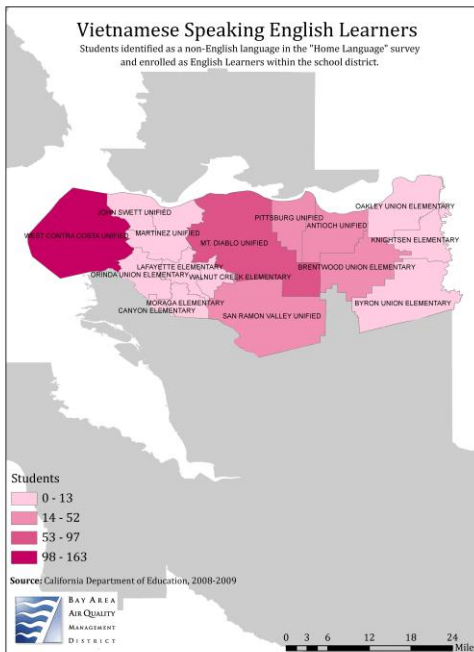 Vietnamese Speaking English Learners
Students identified as a non-English language in the "Home Language" survey
and enrolled as English Learners within the school district.
OAKLEY UNION ELEMENTARY
JOHN SWETT UNIFIED
PITTSBURG UNIFIED
ANTIOCH UNIFIED
WEST CONTRA COSTA UNIFIED
MARTINEZ UNIFIED
KNIGHTSEN ELEMENTARY
MT. DIABLO UNIFIED
LAFAYETTE ELEMENTARY
BRENTWOOD UNION ELEMENTARY
ORINDA UNION ELEMENTARY
WALNUT CREEK ELEMENTARY
MORAGA ELEMENTARY
BYRON UNION ELEMENTARY
CANYON ELEMENTARY
SAN RAMON VALLEY UNIFIED
Students
0 - 13
14 - 52
53 - 97
98 - 163
Source: California Department of Education, 2008-2009
BAY AREA
AIR QUALITY
MANAGEMENT
DISTRICT
0 3 6 12 18 24
Mile